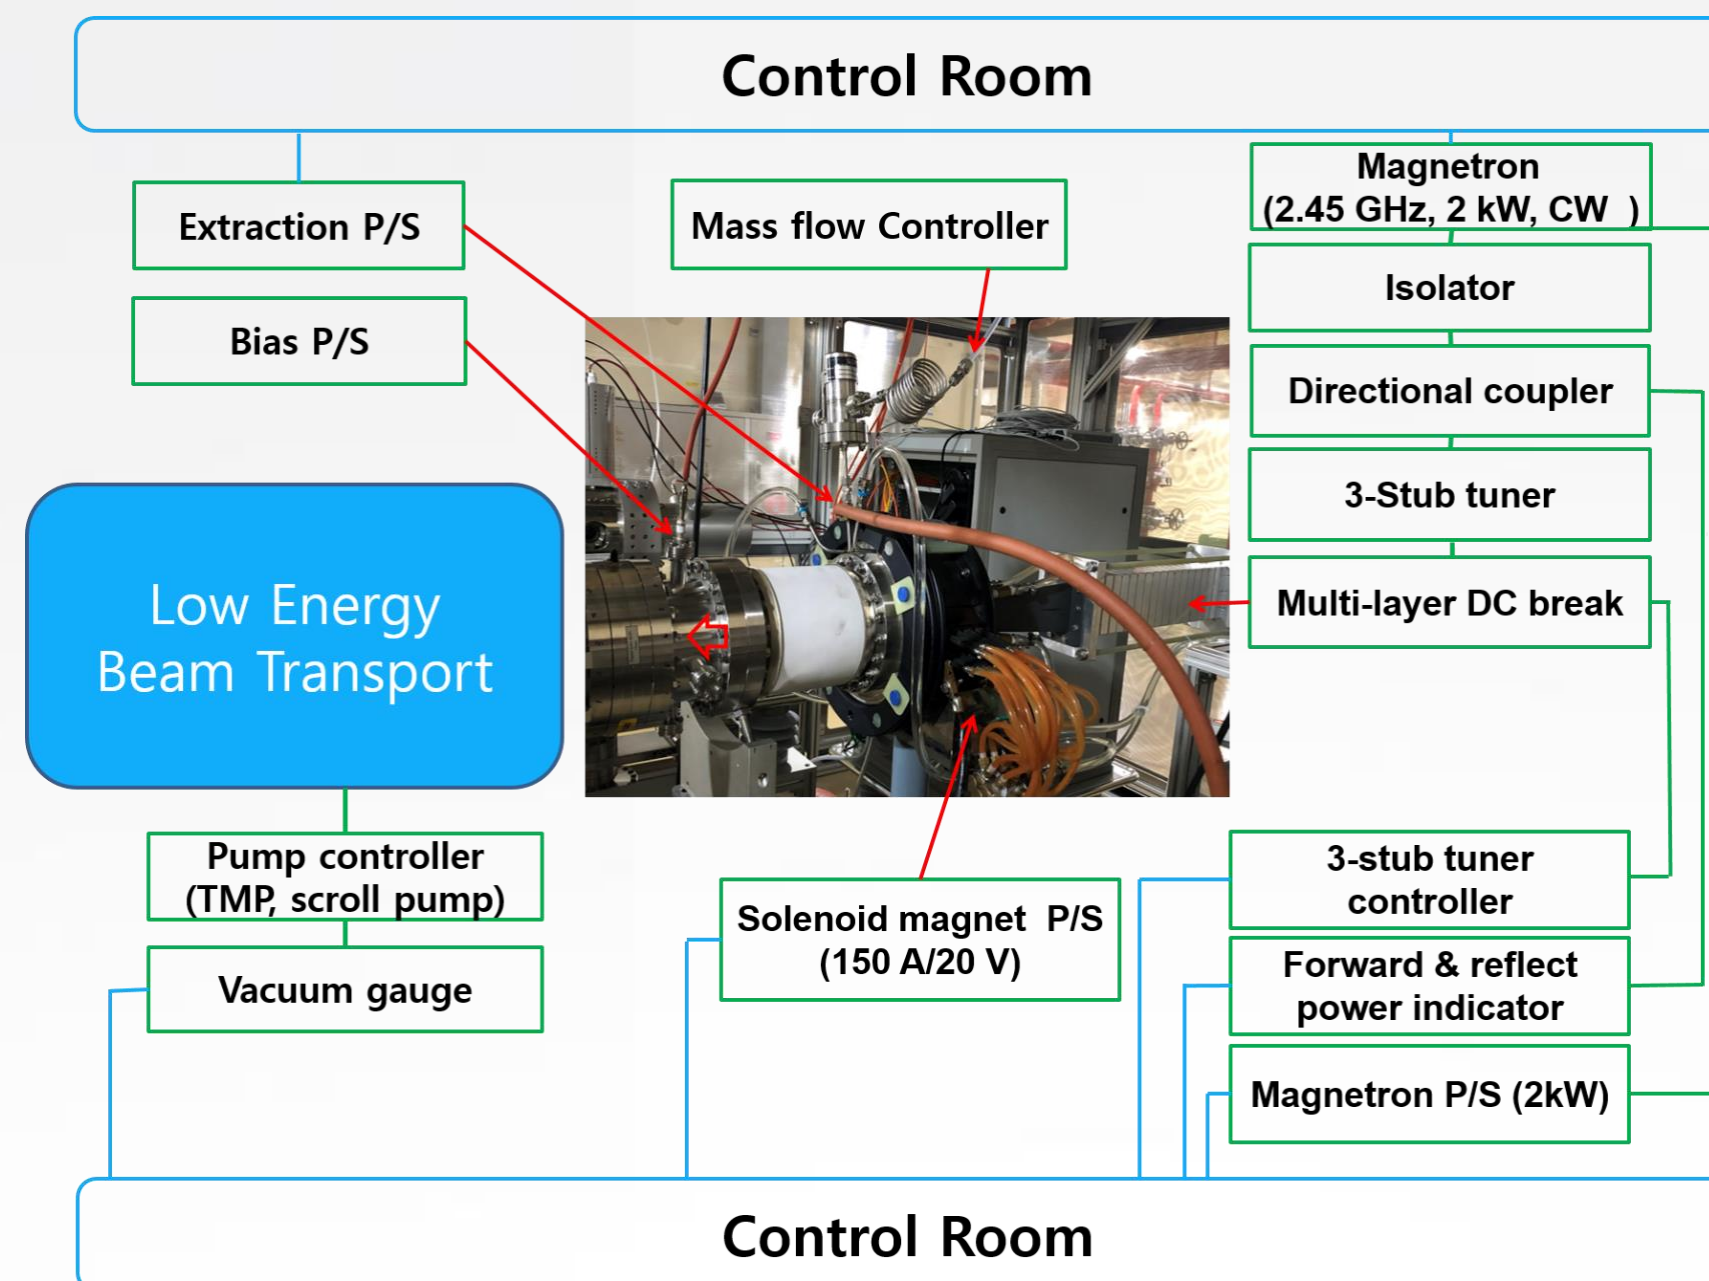 Control Room
Extraction P/S
Mass flow Controller
Magnetron
(2.45 GHz, 2 kW, CW  )
Isolator
Bias P/S
Directional coupler
3-Stub tuner
Multi-layer DC break
Low Energy
Beam Transport
Pump controller
(TMP, scroll pump)
Vacuum gauge
Solenoid magnet  P/S
(150 A/20 V)
3-stub tuner
controller
Forward & reflect
power indicator
Magnetron P/S (2kW)
Control Room